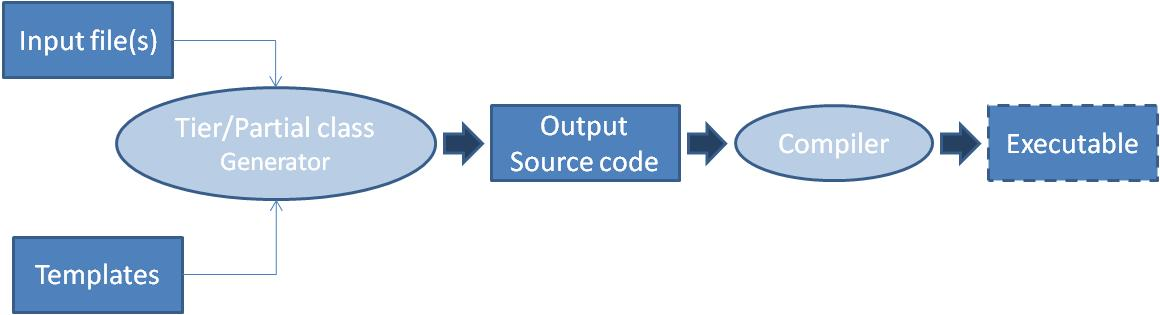 Input file(s)
Tier/Partial class
Generator
Output
Source code
Compiler
Executable
Templates